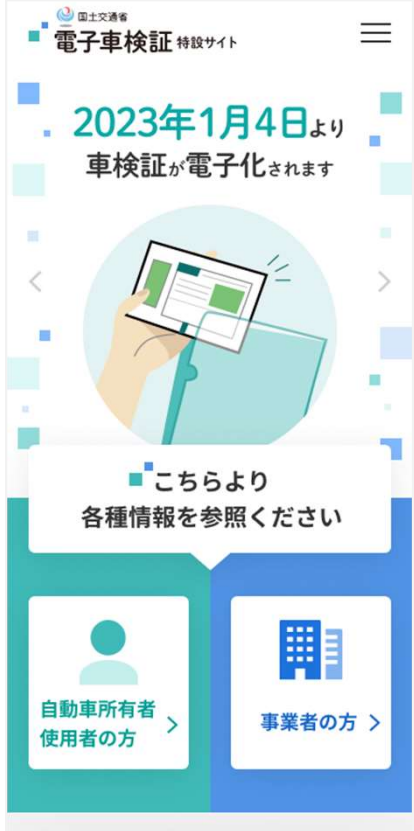 国土交通省
電子車検証 特設サイト
2023年1月4日より
車検証が電子化されます
こちらより
各種情報を参照ください
自動車所有者
使用者の方
事業者の方